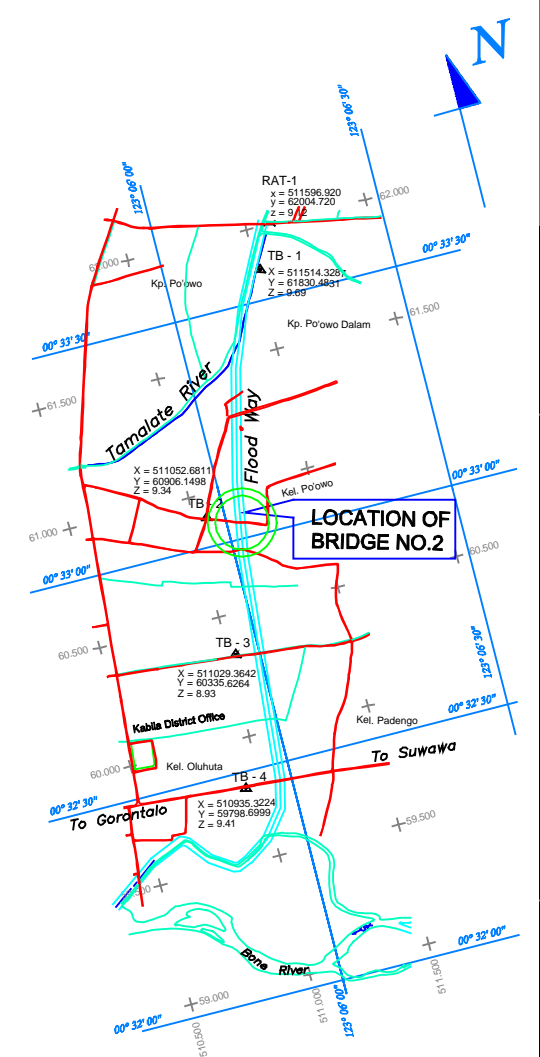 N
123° 06' 30"
123° 06' 00"
RAT-1
x = 511596.920
y = 62004.720
62.000
62.000
TB - 1
X = 511514.3287
Y = 61830.4831
Z = 9.69
00° 33' 30"
Kp. Po'owo
Kp. Po'owo Dalam
61.500
00° 33' 30"
61.500
Tamalate River
Flood Way
X = 511052.6811
Y = 60906.1498
Z = 9.34
TB - 2
Kel. Po'owo
00° 33' 00"
LOCATION OF
BRIDGE NO.2
61.000
60.500
00° 33' 00"
60.500
TB - 3
X = 511029.3642
Y = 60335.6264
Z = 8.93
123° 06' 30"
00° 32' 30"
Kabila District Office
Kel. Padengo
60.000
Kel. Oluhuta
To Suwawa
TB - 4
00° 32' 30"
To Gorontalo
X = 510935.3224
Y = 59798.6999
Z = 9.41
59.500
Bone River
00° 32' 00"
511.500
59.000
511.000
123° 06' 00"
00° 32' 00"
510.500